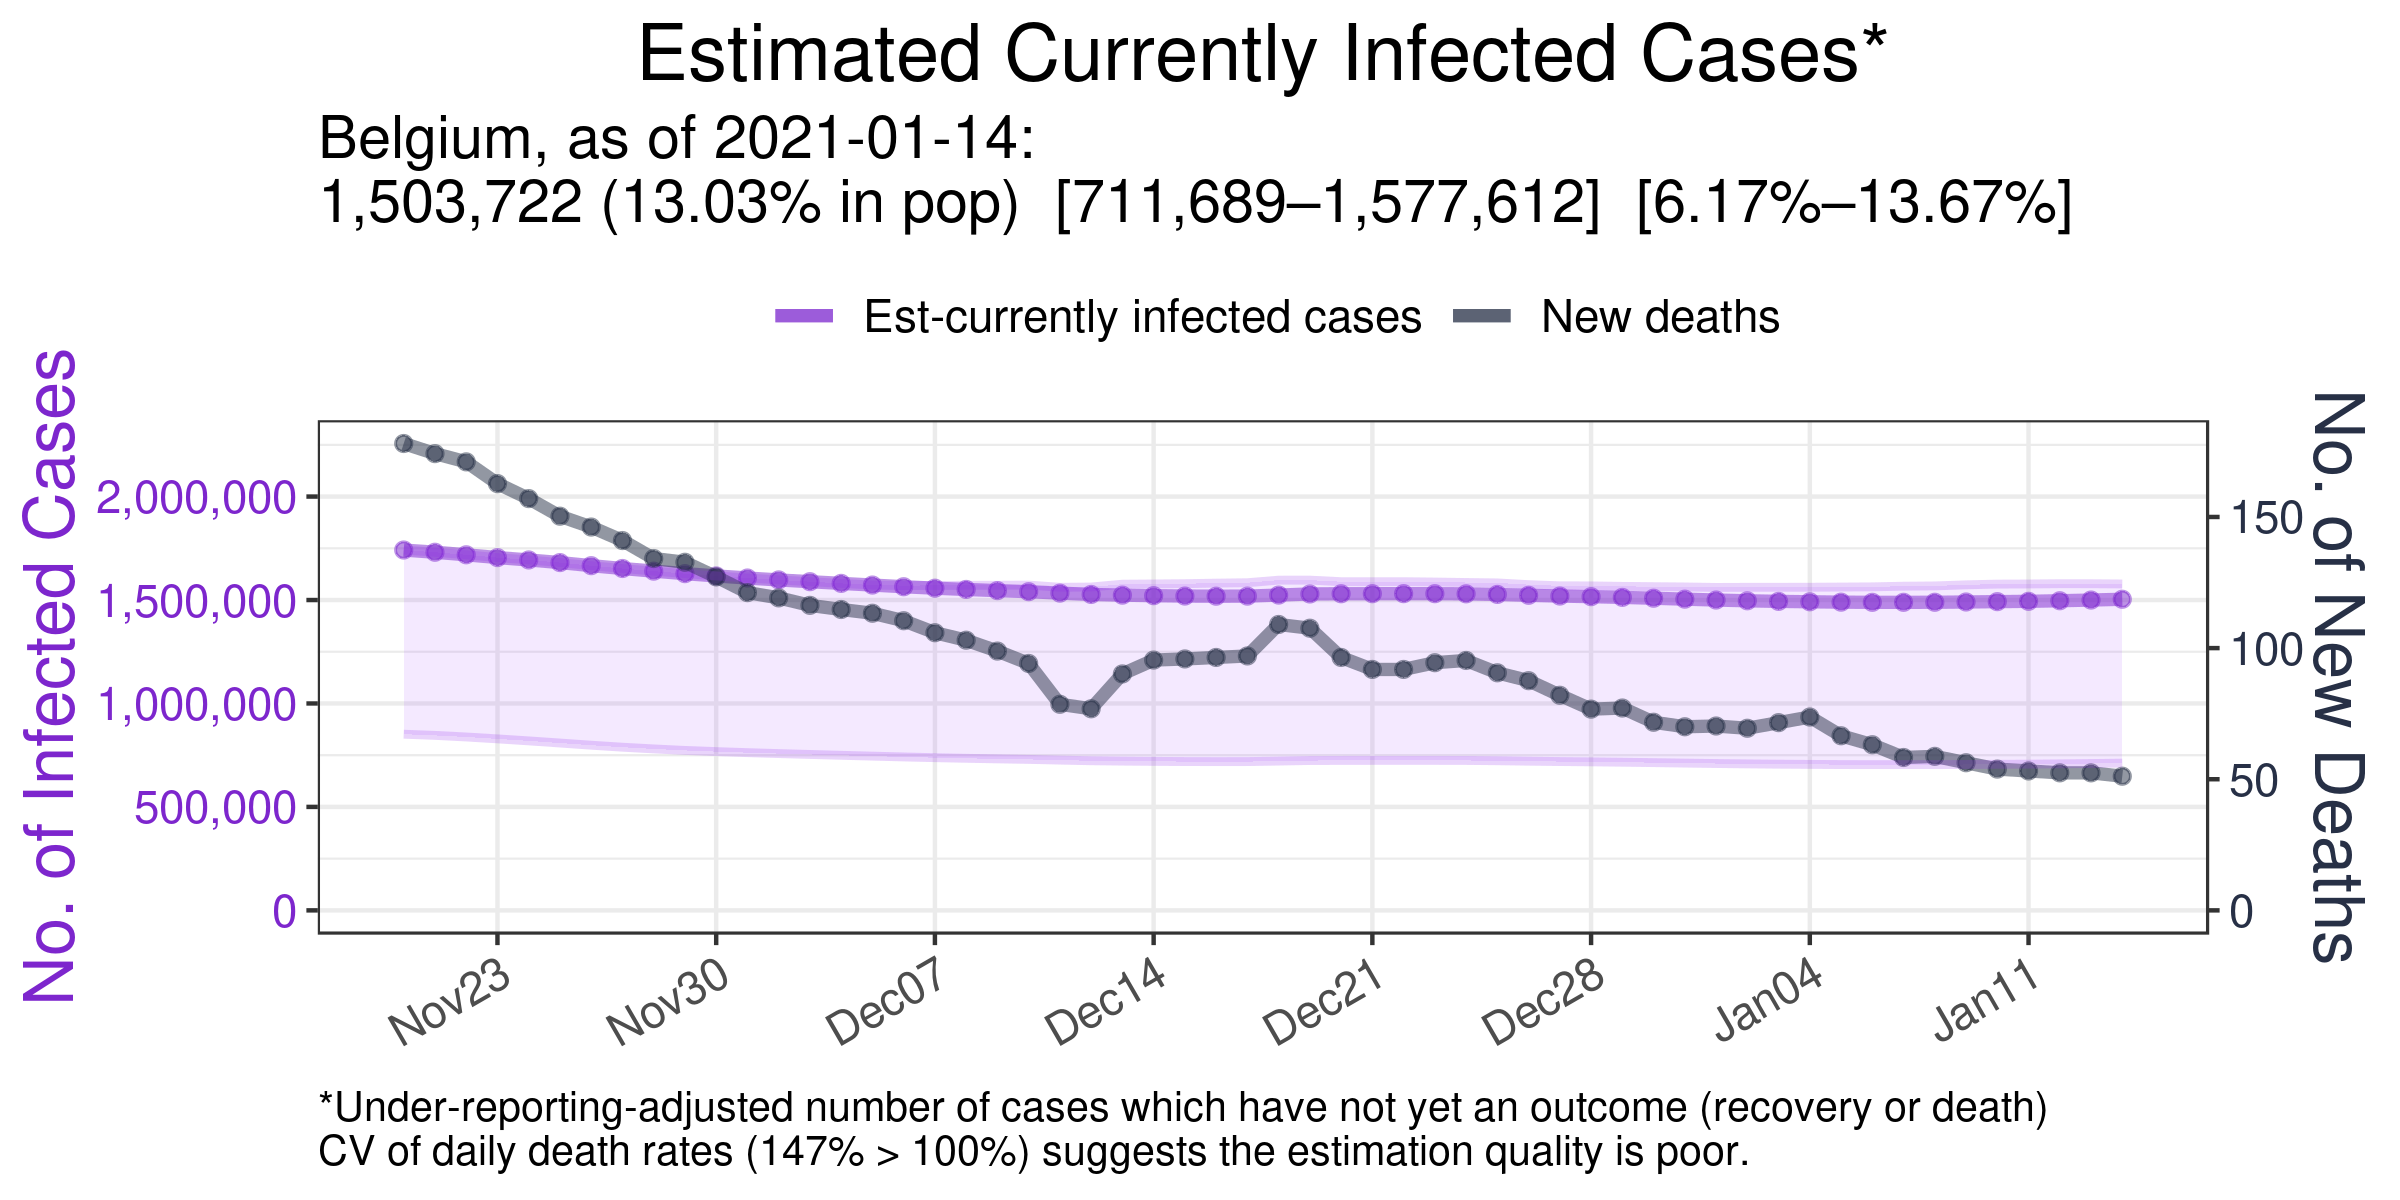 Estimated Currently Infected Cases*
Belgium, as of 2021-01-14:
1,503,722 (13.03% in pop)  [711,689–1,577,612]  [6.17%–13.67%]
Est-currently infected cases
New deaths
No. of Infected Cases
2,000,000
1,500,000
1,000,000
500,000
0
No. of New Deaths
150
100
50
0
Nov23
Nov30
Dec07
Dec14
Dec21
Dec28
Jan04
Jan11
*Under-reporting-adjusted number of cases which have not yet an outcome (recovery or death)
CV of daily death rates (147% > 100%) suggests the estimation quality is poor.